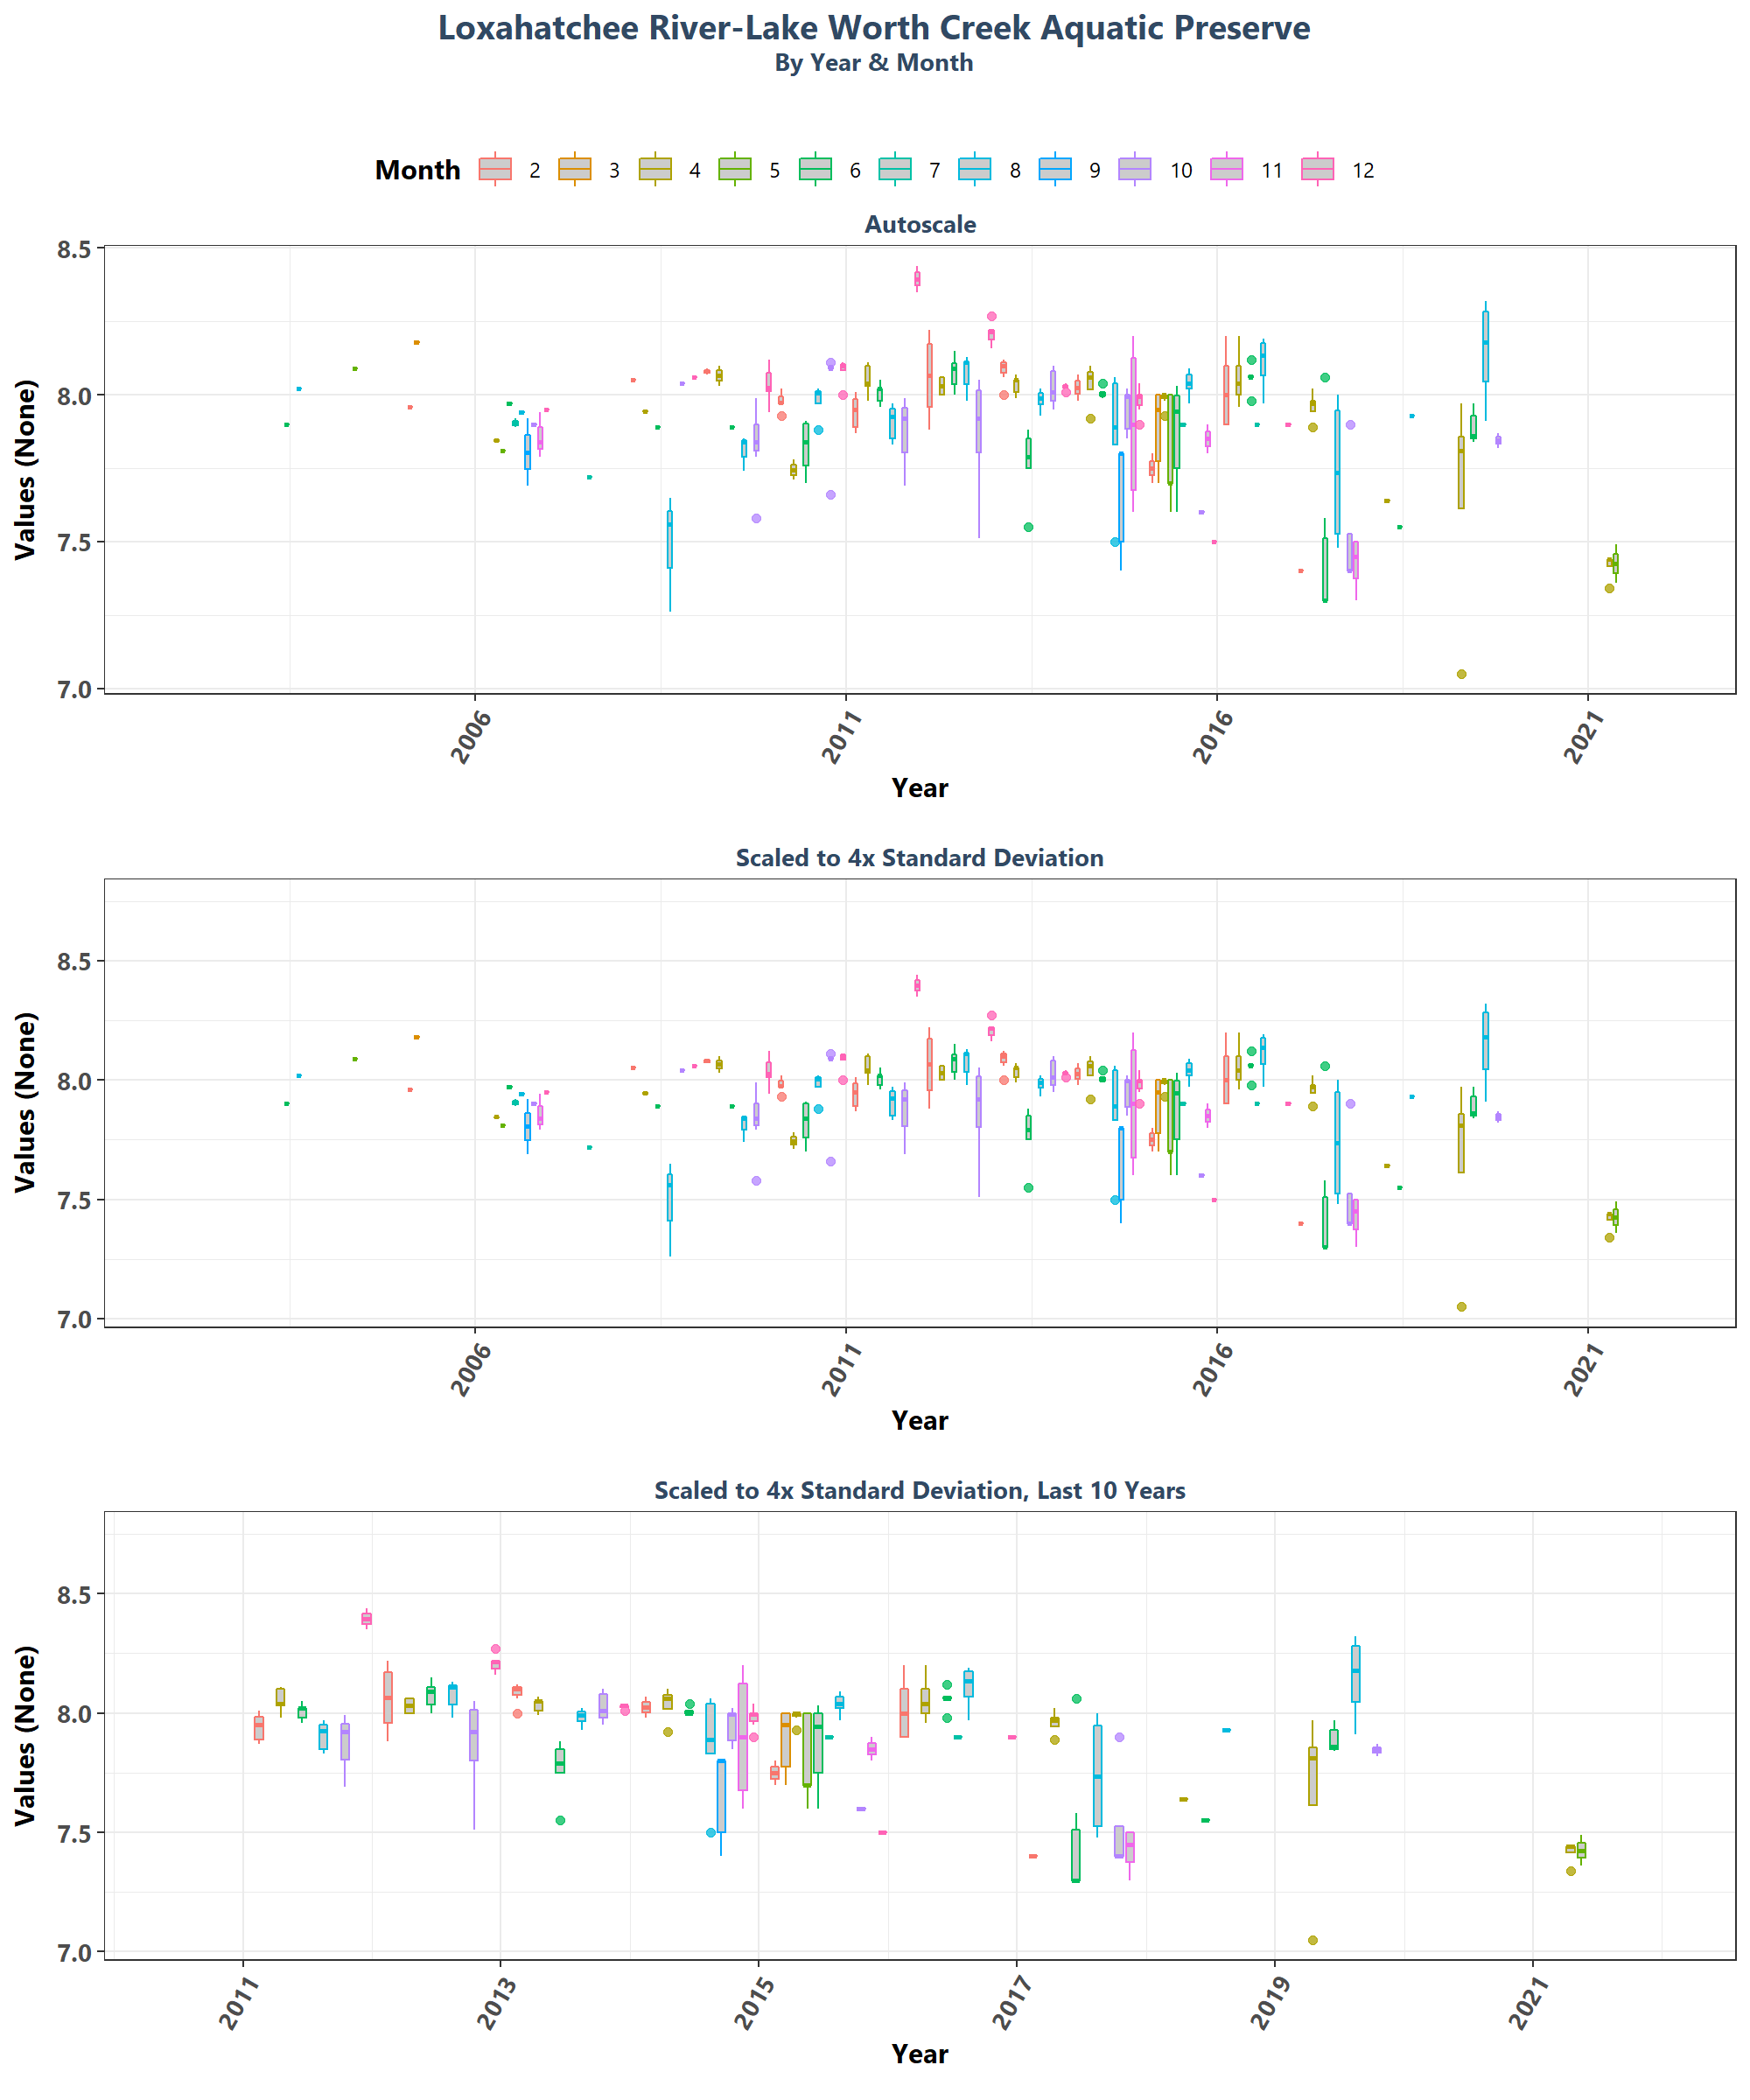 Loxahatchee River-Lake Worth Creek Aquatic Preserve
By Year & Month
Month 2 3 4 5 6 7 8 9 10 11 12
Autoscale
Values (None)
8.5
8.0
7.5
7.0
2006 2011 2016 2021
Year
Scaled to 4x Standard Deviation
Values (None)
8.5
8.0
7.5
7.0
2006 2011 2016 2021
Year
Scaled to 4x Standard Deviation, Last 10 Years
Values (None)
8.5
8.0
7.5
7.0
2011 2013 2015 2017 2019 2021
Year